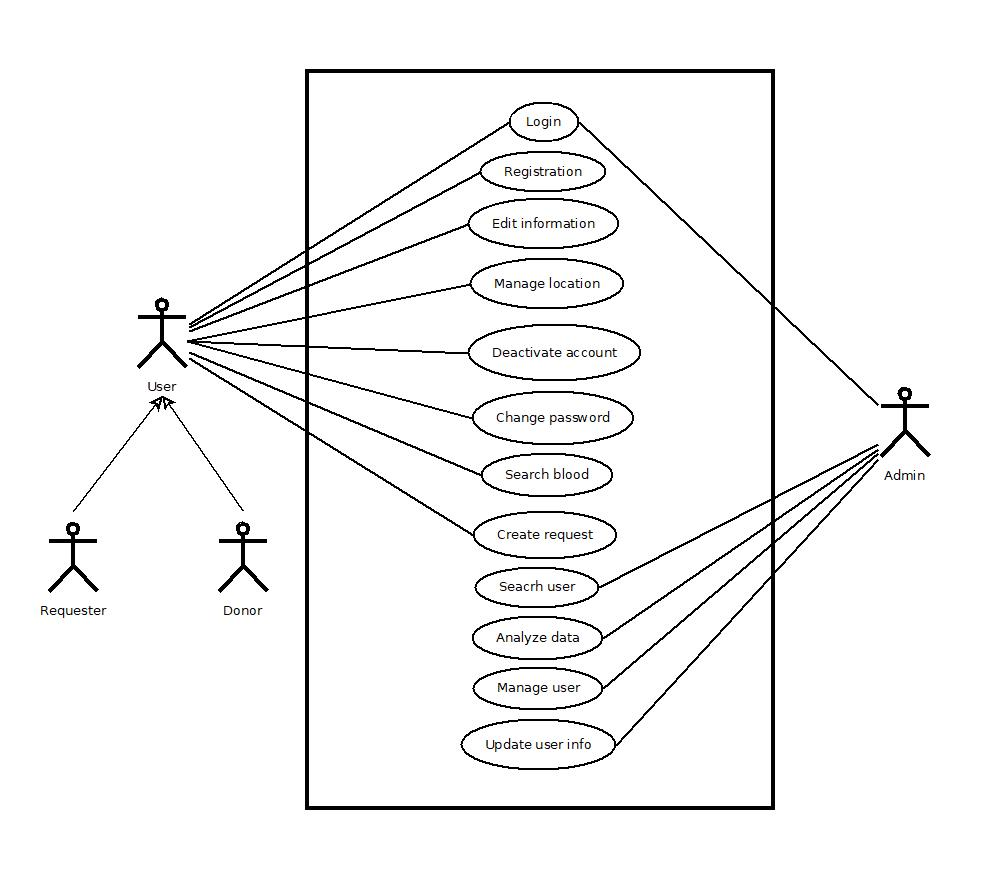 Login
Registration
Edit information
Manage location
Deactivate account
Change password
Search blood
Create request
Seacrh user
Analyze data
Manage user
Update user info
User
Requester
Donor
Admin